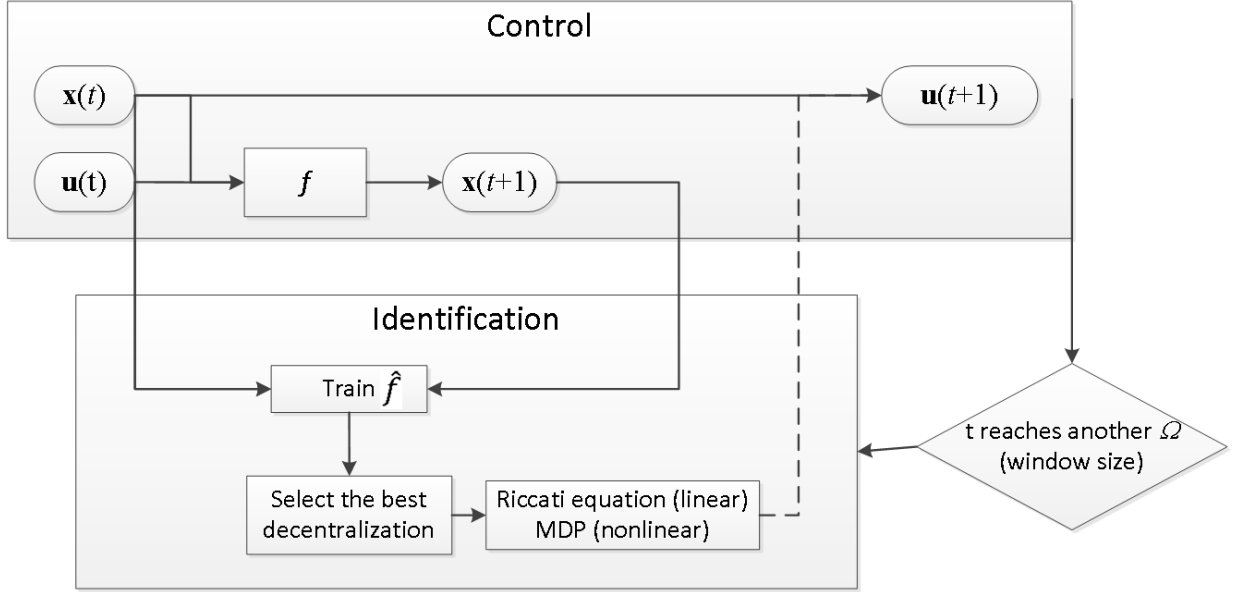 Control
x(t)
u(t+1)
u(t)
f
x(t+1)
Identification
Train f̂
t reaches another Ω
(window size)
Select the best
decentralization
Riccati equation (linear)
MDP (nonlinear)